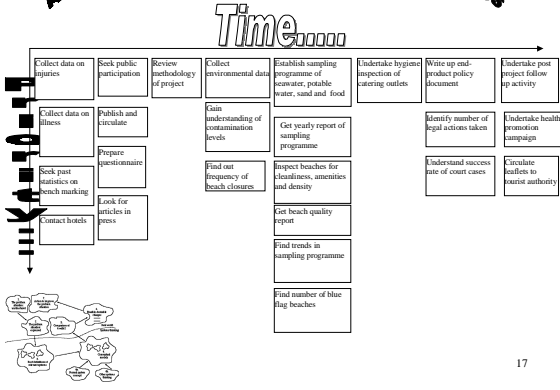 Time.....
Collect data on
injuries
Collect data on
illness
Seek past
statistics on
bench marking
Contact hotels
Seek public
participation
Publish and
circulate
Prepare
questionnaire
Look for
articles in
press
Review
methodology
of project
Collect
environmental data
Gain
understanding of
contamination
levels
Find out
frequency of
beach closures
Establish sampling
programme of
seawater, potable
water, sand and food
Get yearly report of
sampling
programme
Inspect beaches for
cleanliness, amenities
and density
Get beach quality
report
Find trends in
sampling programme
Find number of blue
flag beaches
Undertake hygiene
inspection of
catering outlets
Write up end-
product policy
document
Identify number of
legal actions taken
Understand success
rate of court cases
Undertake post
project follow
up activity
Undertake health
promotion
campaign
Circulate
leaflets to
tourist authority
17